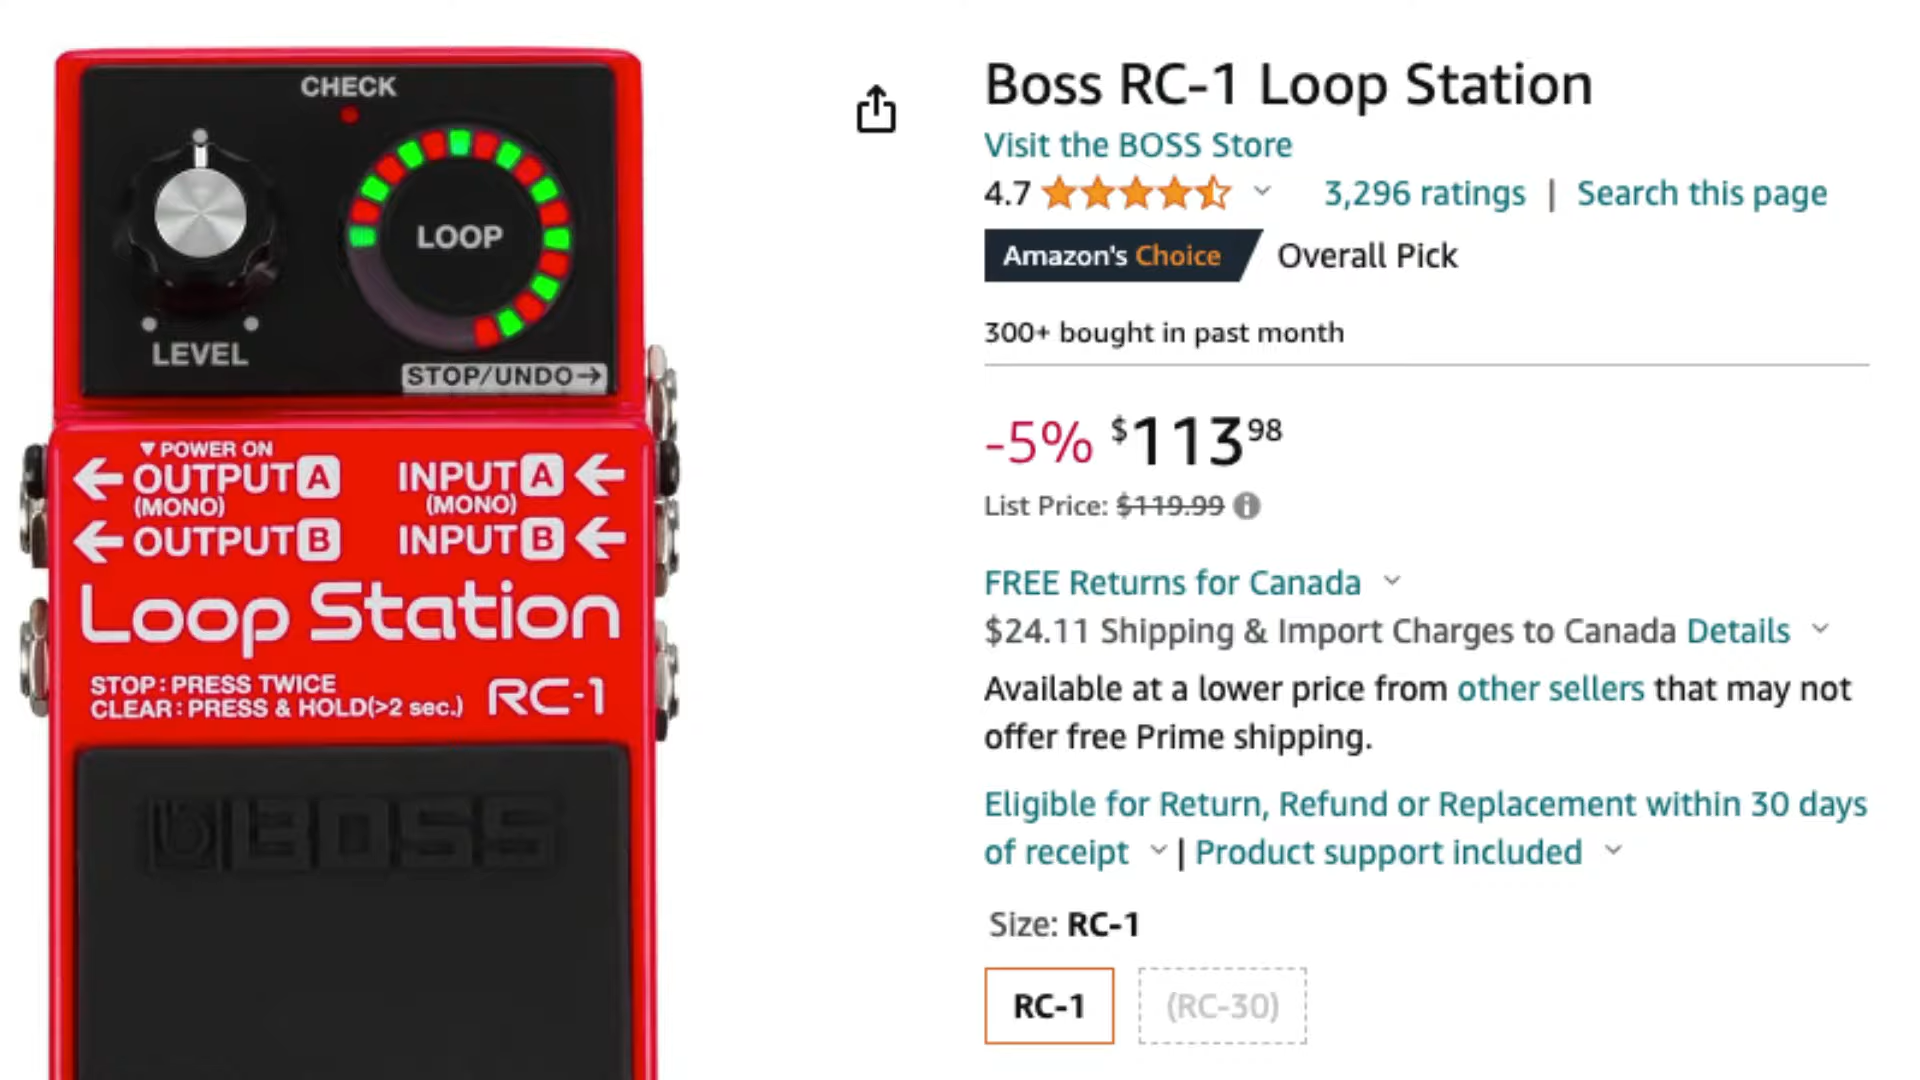 CHECK
LOOP
LEVEL
STOP/UNDO→
▼POWER ON
←OUTPUT A
(MONO)
←OUTPUT B
INPUT A←
(MONO)
INPUT B←
Loop Station
STOP:PRESS TWICE
CLEAR:PRESS & HOLD(>2 sec.)
RC-1
BOSS
Boss RC-1 Loop Station
Visit the BOSS Store
4.7 3,296 ratings | Search this page
Amazon's Choice Overall Pick
300+ bought in past month
-5% $113 98
List Price: $119.99
FREE Returns for Canada
$24.11 Shipping & Import Charges to Canada Details
Available at a lower price from other sellers that may not
offer free Prime shipping.
Eligible for Return, Refund or Replacement within 30 days
of receipt | Product support included
Size: RC-1
RC-1 (RC-30)